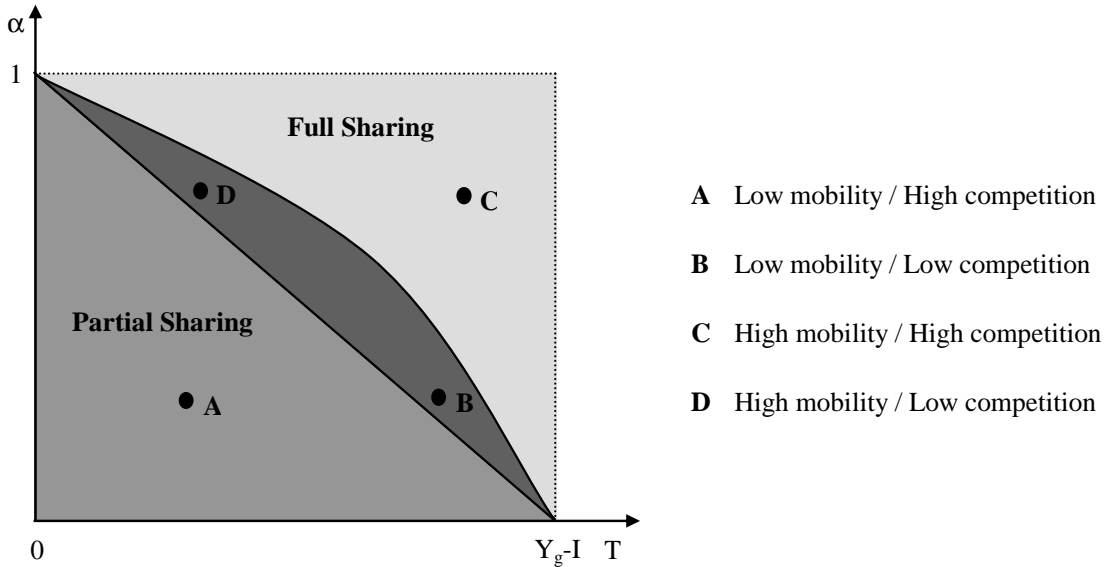 α
1
Full Sharing
D
C
A Low mobility / High competition
B Low mobility / Low competition
Partial Sharing
C High mobility / High competition
A
B
D High mobility / Low competition
0
Yg-I
T